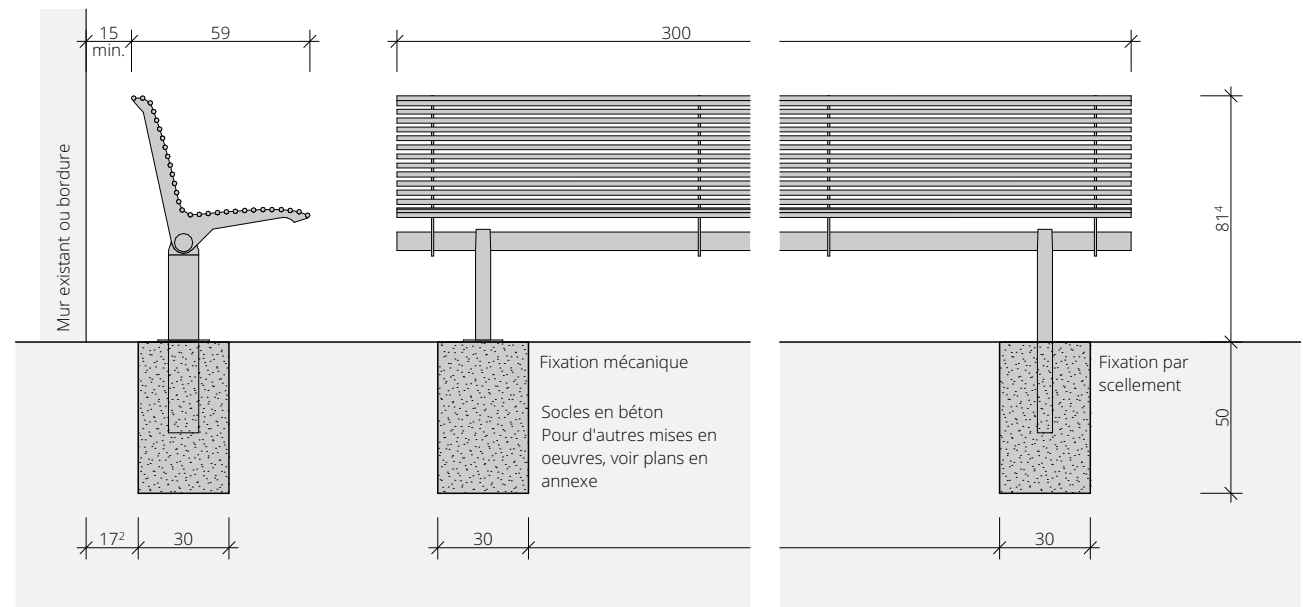 15
min.
59
300
Mur existant ou bordure
81⁴
Fixation mécanique
Socles en béton
Pour d'autres mises en
oeuvres, voir plans en
annexe
Fixation par
scellement
50
17²
30
30
30